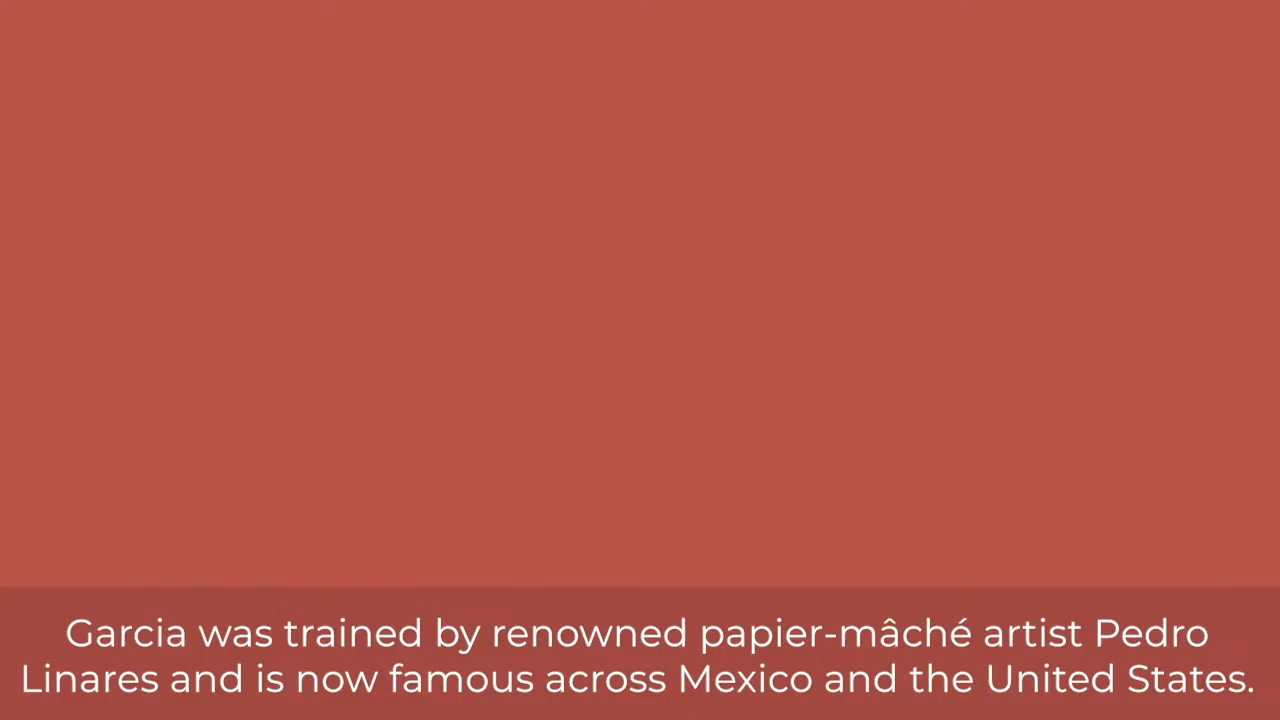 Garcia was trained by renowned papier-mâché artist Pedro
Linares and is now famous across Mexico and the United States.